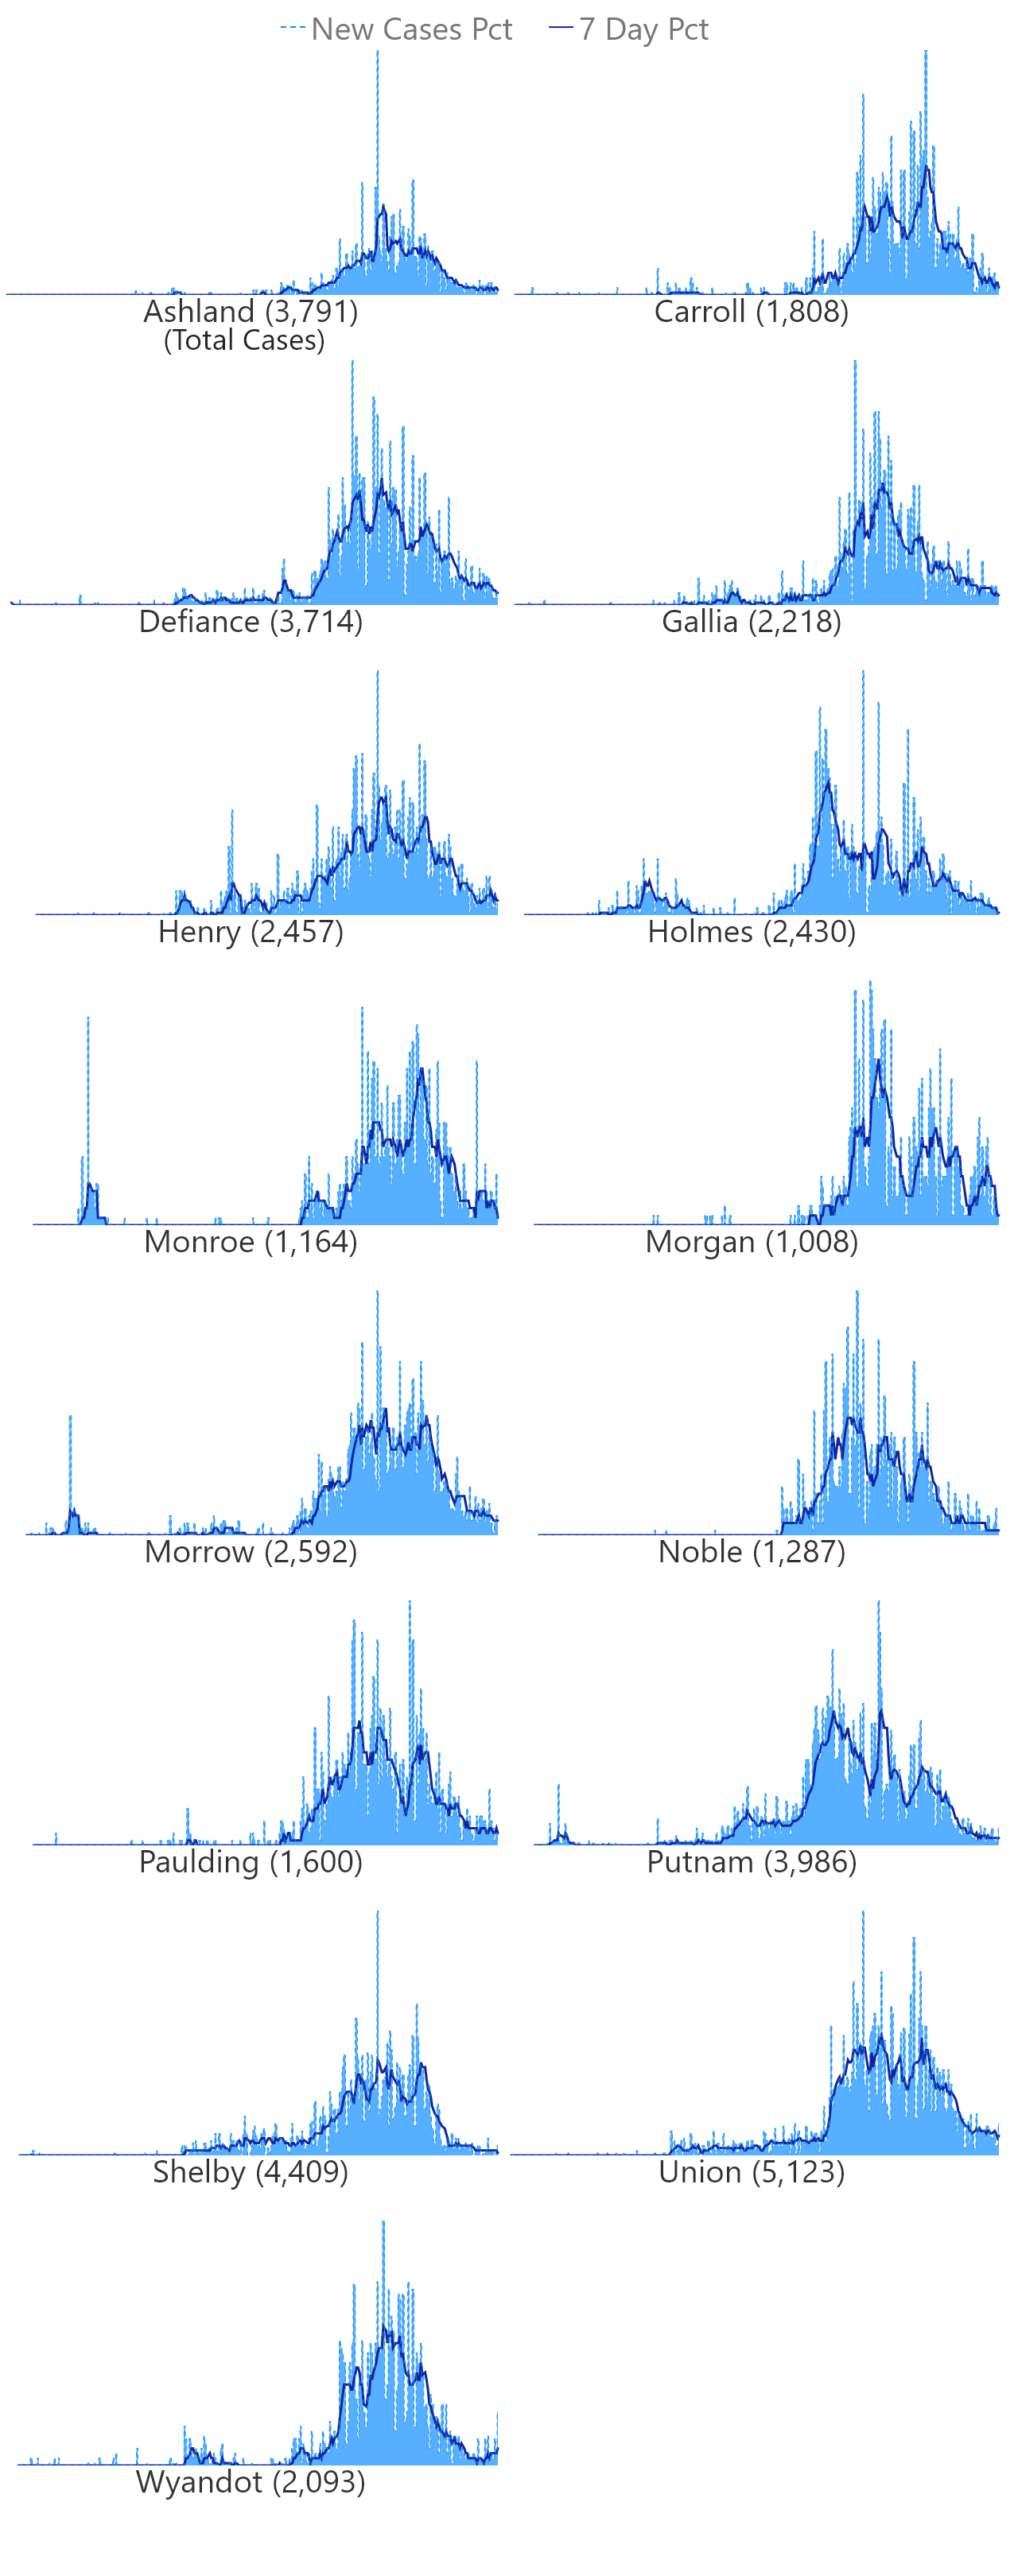 New Cases Pct 7 Day Pct
Ashland (3,791) Carroll (1,808)
(Total Cases)
Defiance (3,714) Gallia (2,218)
Henry (2,457) Holmes (2,430)
Monroe (1,164) Morgan (1,008)
Morrow (2,592) Noble (1,287)
Paulding (1,600) Putnam (3,986)
Shelby (4,409) Union (5,123)
Wyandot (2,093)